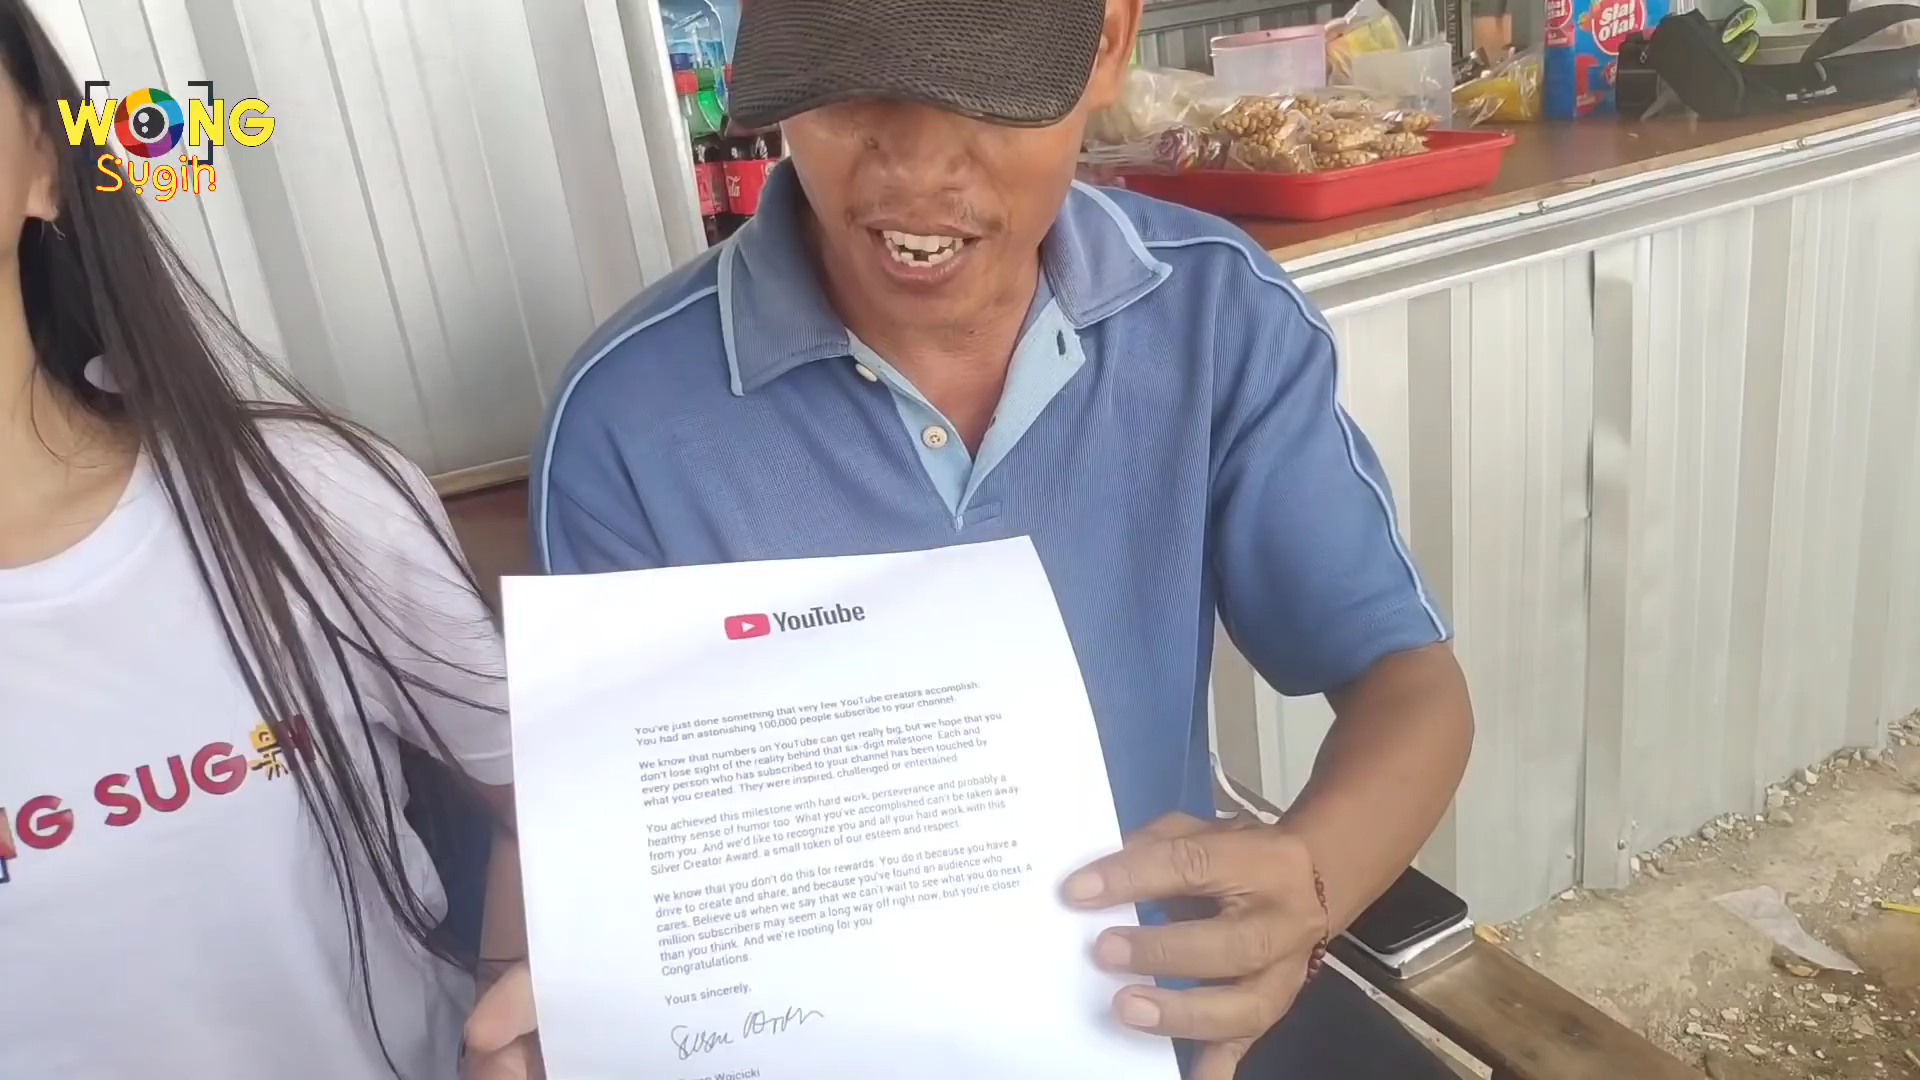 WONG
Sugih
Slai
O'lai
YouTube
You've just done something that very few YouTube creators accomplish.
You had an astonishing 100,000 people subscribe to your channel.
We know that numbers on YouTube can get really big, but we hope that you
don't lose sight of the reality behind that six-digit milestone. Each and
every person who has subscribed to your channel has been touched by
what you created. They were inspired, challenged or entertained.
You achieved this milestone with hard work, perseverance and probably a
healthy sense of humor too. What you've accomplished can't be taken away
from you. And we'd like to recognize you and all your hard work with this
Silver Creator Award, a small token of our esteem and respect.
We know that you don't do this for rewards. You do it because you have a
drive to create and share, and because you've found an audience who
cares. Believe us when we say that we can't wait to see what you do next. A
million subscribers may seem a long way off right now, but you're closer
than you think. And we're rooting for you.
Congratulations.
Yours sincerely,
Wojcicki
NG SUGIH